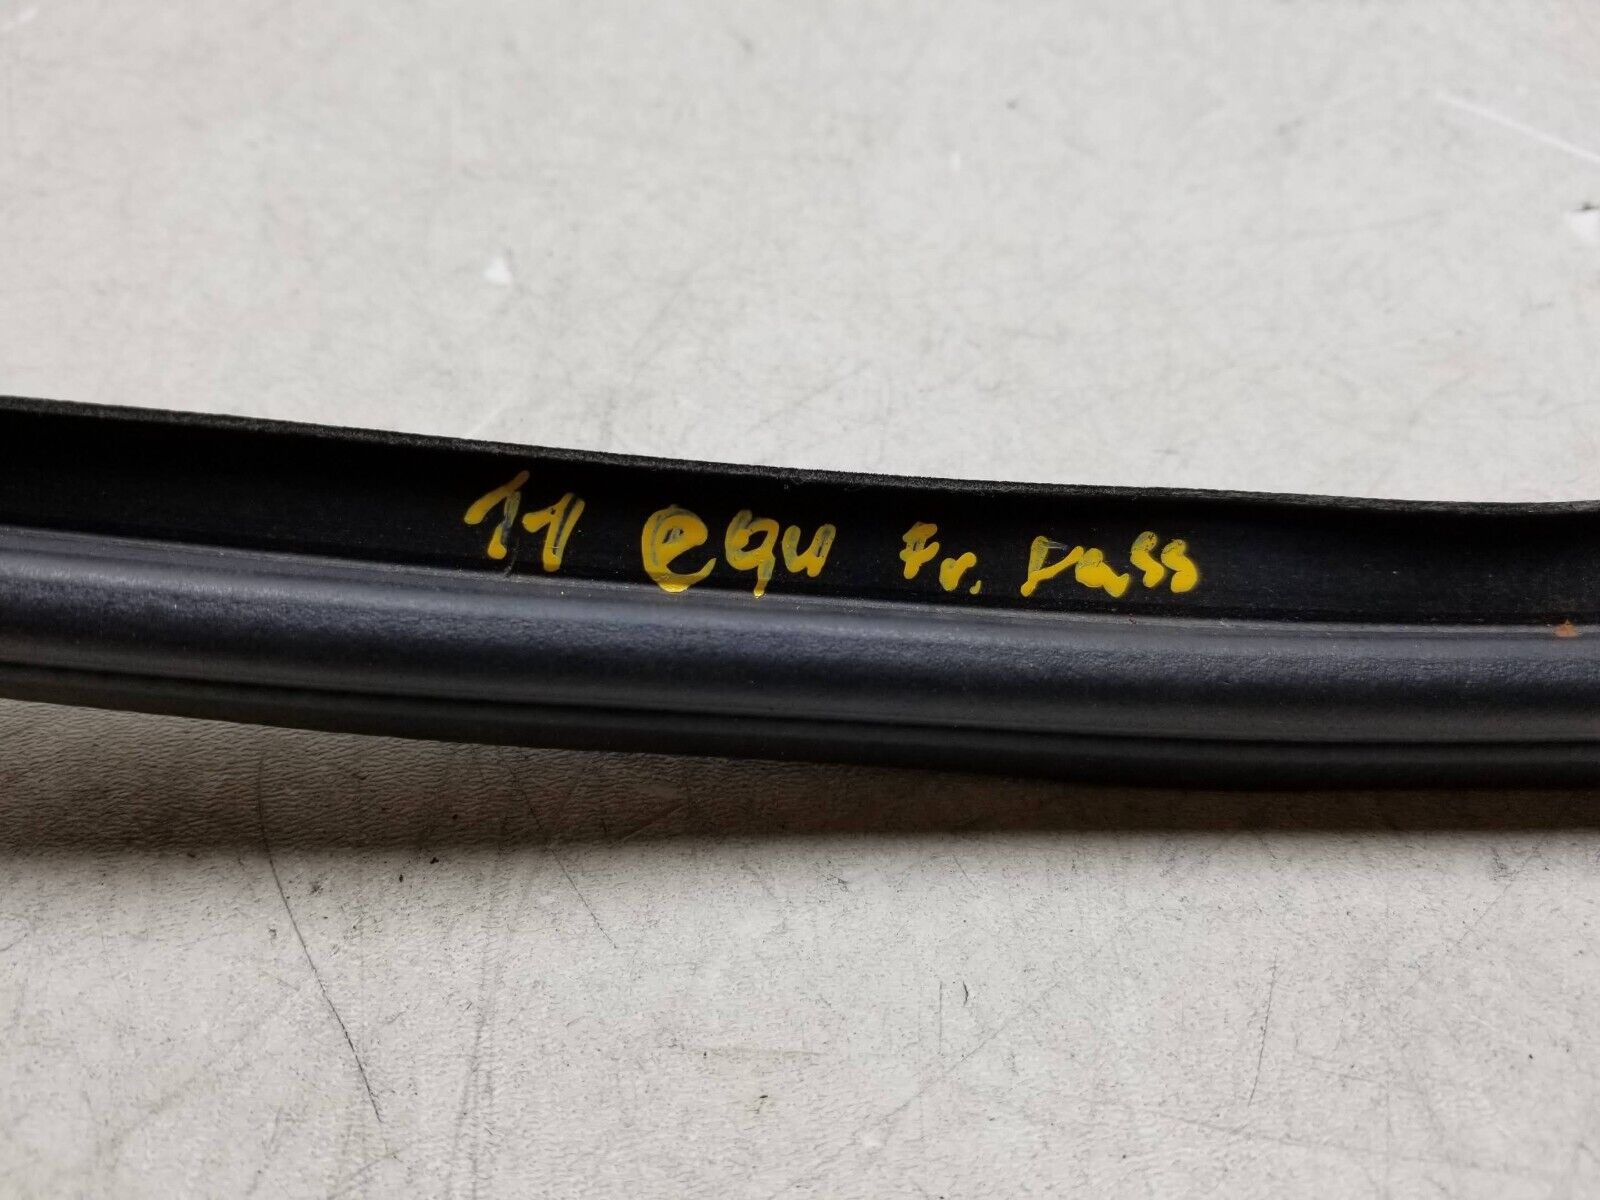 11 equ Fr. Pass